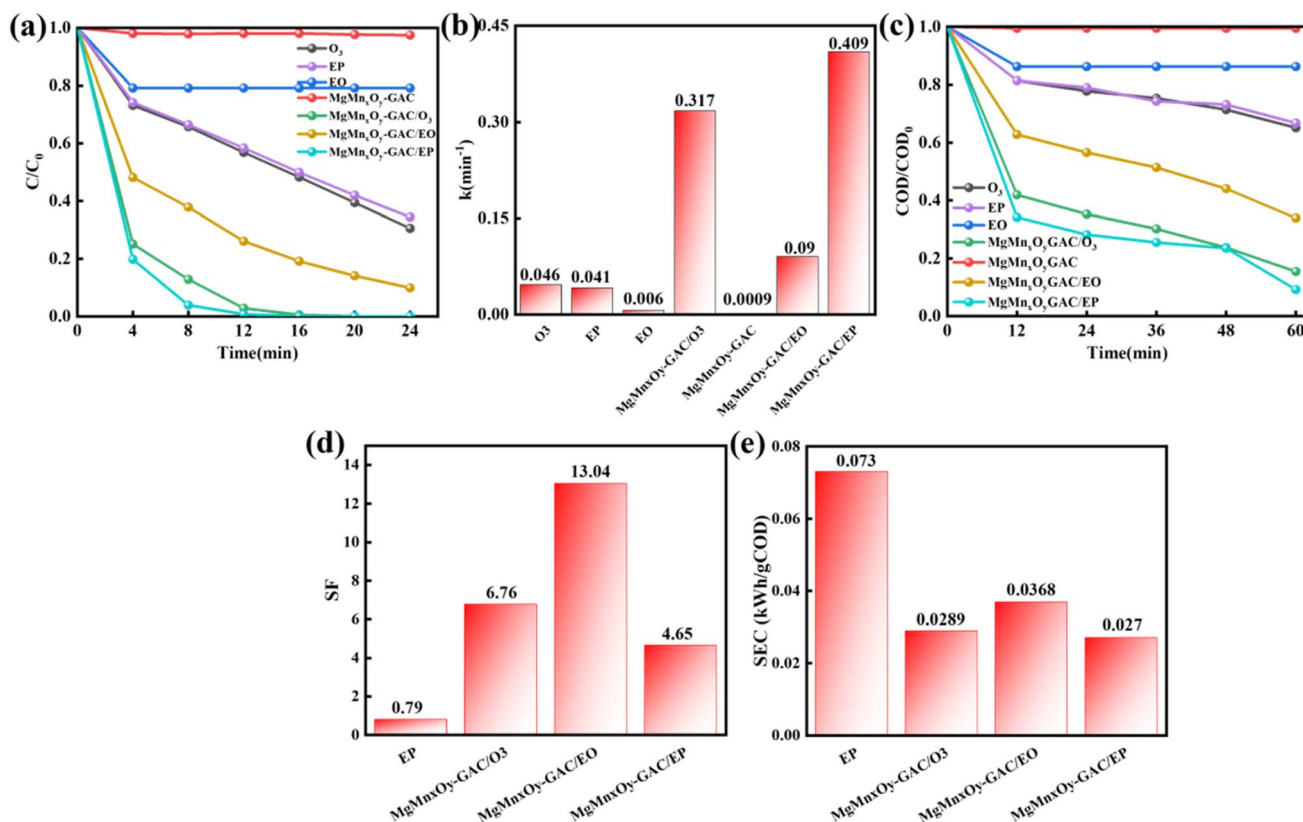 (a)
C/C₀
1.0
0.8
0.6
0.4
0.2
0.0
0
4
8
12
16
20
24
Time(min)
O₃
EP
EO
MgMnₓOᵧ-GAC
MgMnₓOᵧ-GAC/O₃
MgMnₓOᵧ-GAC/EO
MgMnₓOᵧ-GAC/EP
(b)
k(min⁻¹)
0.45
0.30
0.15
0.00
0.046
0.041
0.006
0.317
0.0009
0.09
0.409
O3
EP
EO
MgMnxOy-GAC/O3
MgMnxOy-GAC
MgMnxOy-GAC/EO
MgMnxOy-GAC/EP
(c)
COD/COD₀
1.0
0.8
0.6
0.4
0.2
0.0
0
12
24
36
48
60
Time(min)
O₃
EP
EO
MgMnₓOᵧGAC/O₃
MgMnₓOᵧGAC
MgMnₓOᵧGAC/EO
MgMnₓOᵧGAC/EP
(d)
SF
14
12
10
8
6
4
2
0
0.79
6.76
13.04
4.65
EP
MgMnxOy-GAC/O3
MgMnxOy-GAC/EO
MgMnxOy-GAC/EP
(e)
SEC (kWh/gCOD)
0.08
0.06
0.04
0.02
0.00
0.073
0.0289
0.0368
0.027
EP
MgMnxOy-GAC/O3
MgMnxOy-GAC/EO
MgMnxOy-GAC/EP